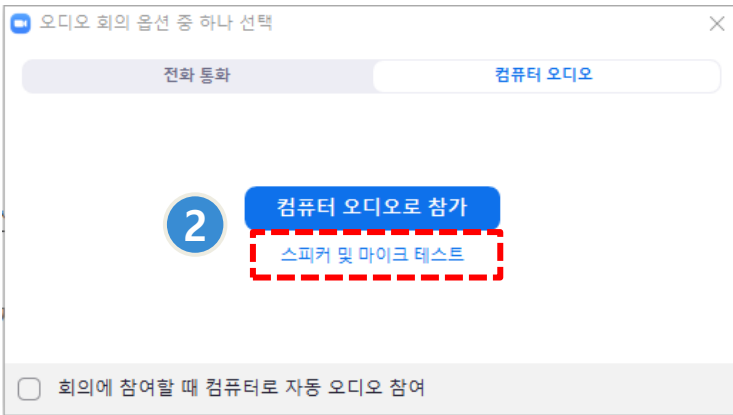 오디오 회의 옵션 중 하나 선택
전화 통화
컴퓨터 오디오
2
컴퓨터 오디오로 참가
스피커 및 마이크 테스트
회의에 참여할 때 컴퓨터로 자동 오디오 참여